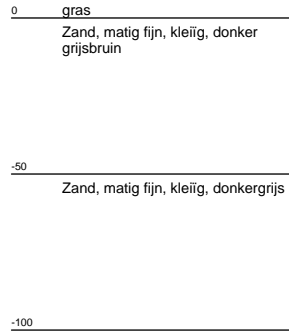 0 gras
Zand, matig fijn, kleiïg, donker
grijsbruin
-50
Zand, matig fijn, kleiïg, donkergrijs
-100